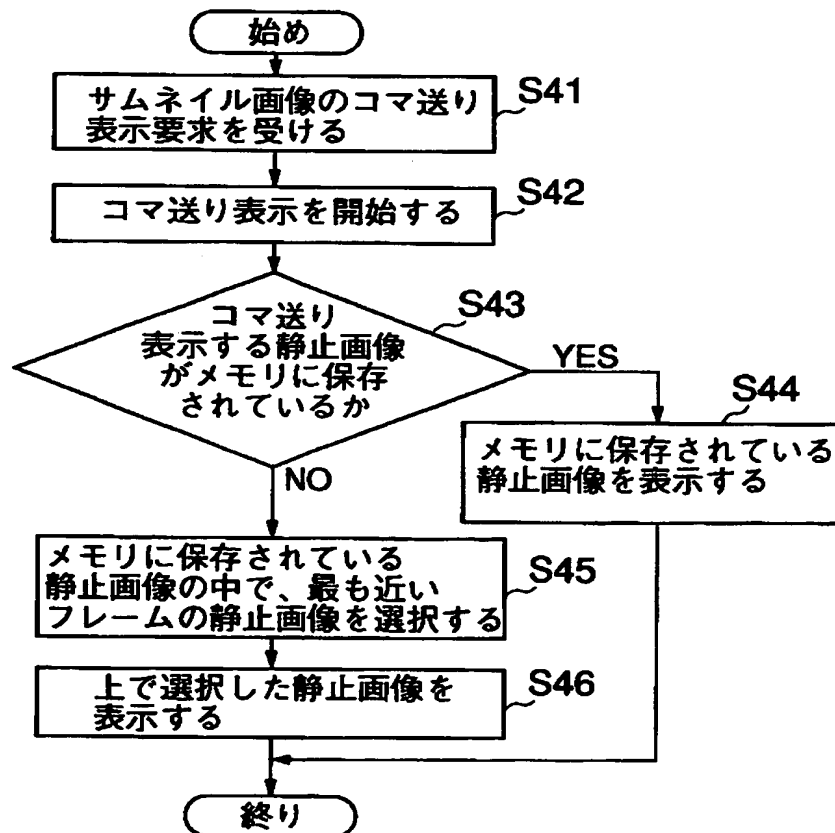 始め
サムネイル画像のコマ送り
表示要求を受ける
S41
コマ送り表示を開始する
S42
コマ送り
表示する静止画像
がメモリに保存
されているか
S43
YES
NO
メモリに保存されている
静止画像を表示する
S44
メモリに保存されている
静止画像の中で、最も近い
フレームの静止画像を選択する
S45
上で選択した静止画像を
表示する
S46
終り